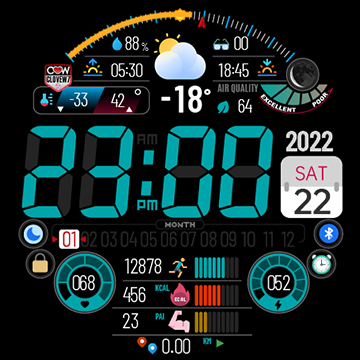 88 %
00
05:30
18:45
COW
CLOVEW7
-33
42 °
-18°
AIR QUALITY
64
EXCELLENT
POOR
AM
23:00
PM
2022
SAT
22
MONTH
01 02 03 04 05 06 07 08 09 10 11 12
12878
068
456
KCAL
KCAL
052
23
PAI
0.00
KM